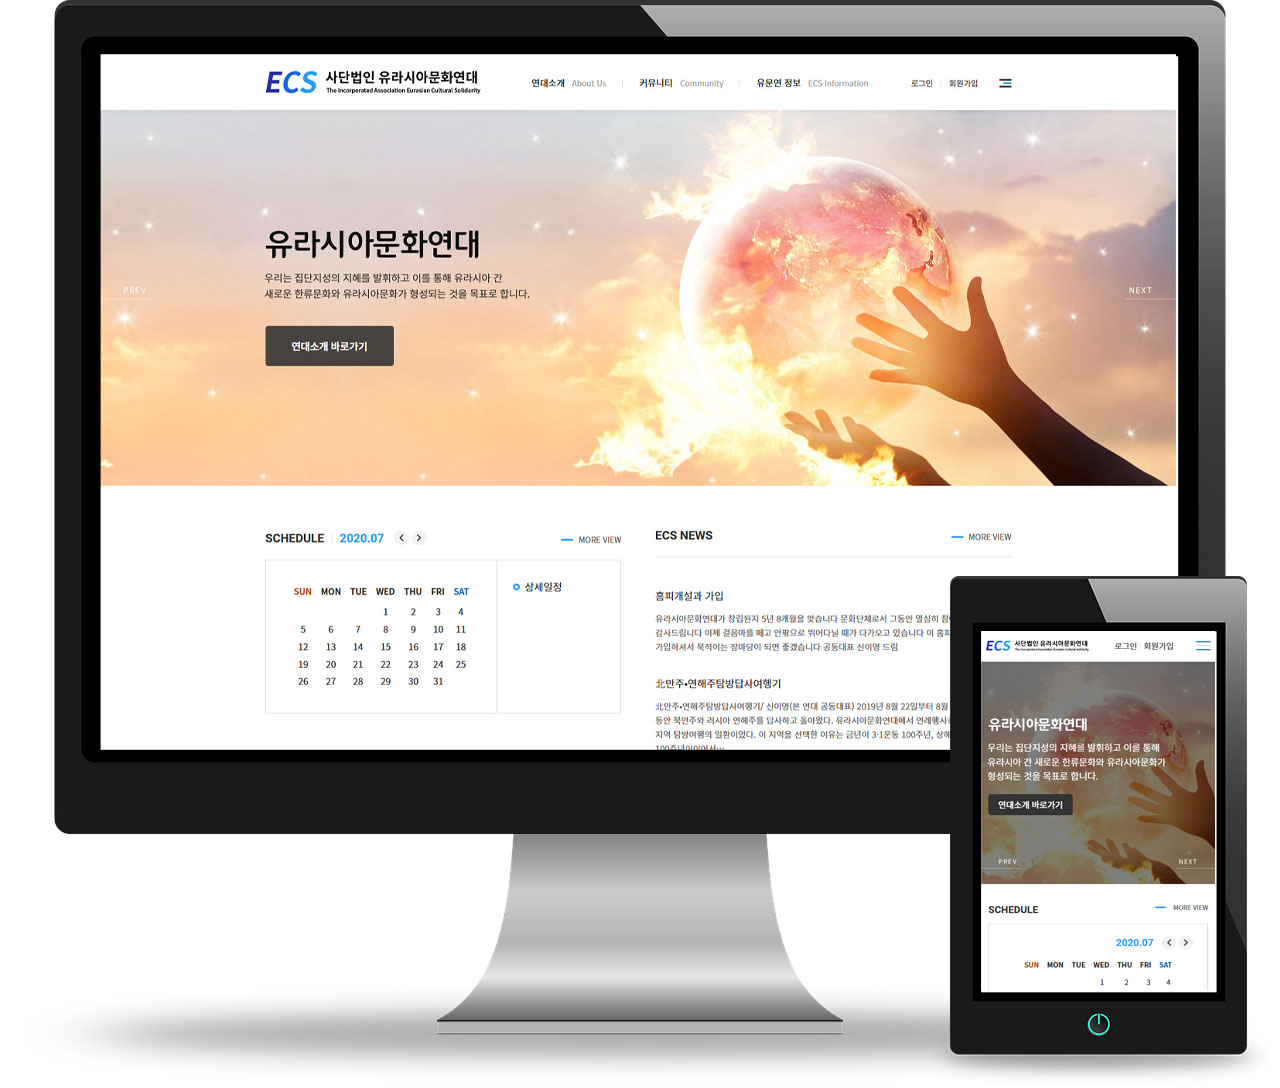 ECS 사단법인 유라시아문화연대
The Incorporated Association Eurasian Cultural Solidarity
연대소개 About Us
커뮤니티 Community
유문연 정보 ECS Information
로그인 회원가입
유라시아문화연대
우리는 집단지성의 지혜를 발휘하고 이를 통해 유라시아 간
새로운 한류문화와 유라시아문화가 형성되는 것을 목표로 합니다.
PREV
NEXT
연대소개 바로가기
SCHEDULE 2020.07
MORE VIEW
SUN MON TUE WED THU FRI SAT
1 2 3 4
5 6 7 8 9 10 11
12 13 14 15 16 17 18
19 20 21 22 23 24 25
26 27 28 29 30 31
상세일정
ECS NEWS
MORE VIEW
홈피개설과 가입
유라시아문화연대가 창립된지 5년 8개월을 맞습니다 문화단체로서 그동안 열심히
감사드립니다 이제 걸음마를 떼고 안팎으로 뛰어다닐 때가 다가오고 있습니다 이 홈피
가입하셔서 북적이는 장마당이 되면 좋겠습니다 공동대표 신이영 드림
北만주•연해주탐방답사여행기
北만주•연해주탐방답사여행기/ 신이영(본 연대 공동대표) 2019년 8월 22일부터 8월
동안 북만주와 러시아 연해주를 답사하고 돌아왔다. 유라시아문화연대에서 연례행사로
지역 탐방여행의 일환이었다. 이 지역을 선택한 이유는 금년이 3·1운동 100주년, 상해
100주년이이어서…
ECS 사단법인 유라시아문화연대
The Incorporated Association Eurasian Cultural Solidarity
로그인 회원가입
유라시아문화연대
우리는 집단지성의 지혜를 발휘하고 이를 통해
유라시아 간 새로운 한류문화와 유라시아문화가
형성되는 것을 목표로 합니다.
연대소개 바로가기
PREV
NEXT
SCHEDULE
MORE VIEW
2020.07
SUN MON TUE WED THU FRI SAT
1 2 3 4